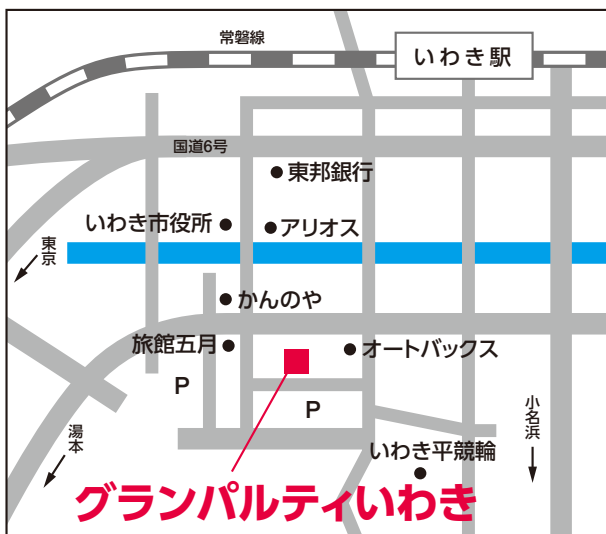 常磐線
いわき駅
国道6号
東邦銀行
いわき市役所
アリオス
東京
かんのや
旅館五月
オートバックス
P
P
小名浜
湯本
いわき平競輪
グランパルティいわき